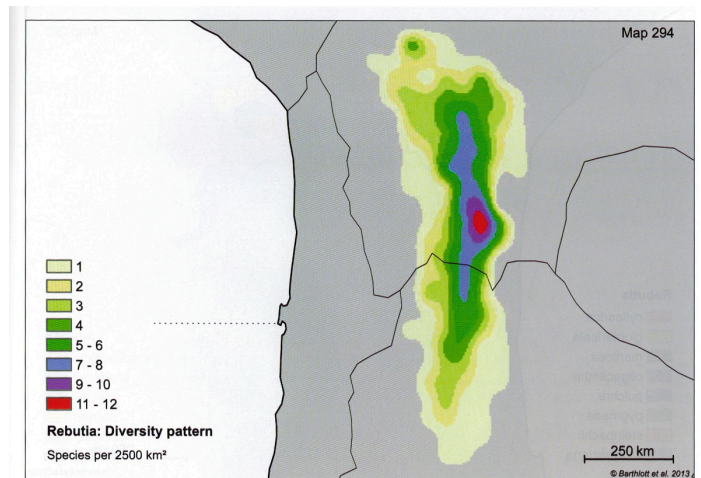 Map 294
1
2
3
4
5 - 6
7 - 8
9 - 10
11 - 12
Rebutia: Diversity pattern
Species per 2500 km²
250 km
© Barthlott et al. 2013